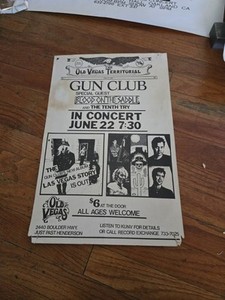 OLD VEGAS TERRITORIAL
GUN CLUB
SPECIAL GUEST
BLOOD ON THE SADDLE
AND THE TENTH TRY
IN CONCERT
JUNE 22 7:30
THE
LAS VEGAS STORY
IS OUT!
OLD
VEGAS
$6 AT THE DOOR
ALL AGES WELCOME
2440 BOULDER HWY.
JUST PAST HENDERSON
LISTEN TO KUNV FOR DETAILS
OR CALL RECORD EXCHANGE